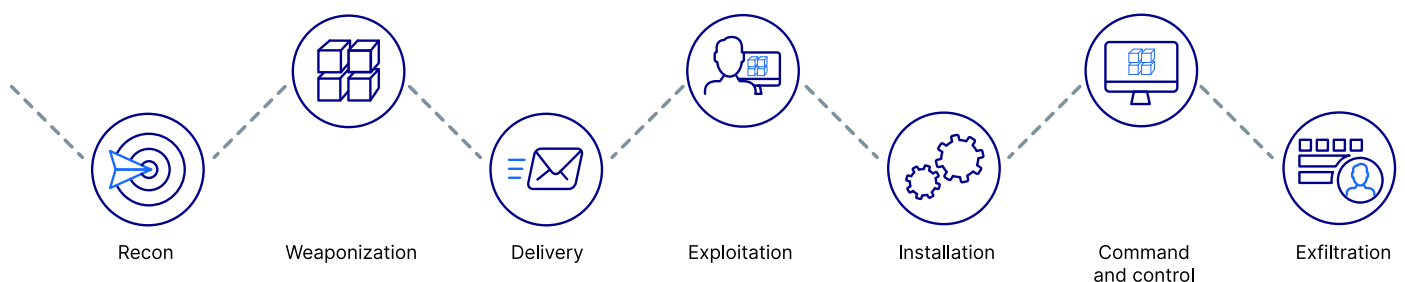 Recon
Weaponization
Delivery
Exploitation
Installation
Command
and control
Exfiltration